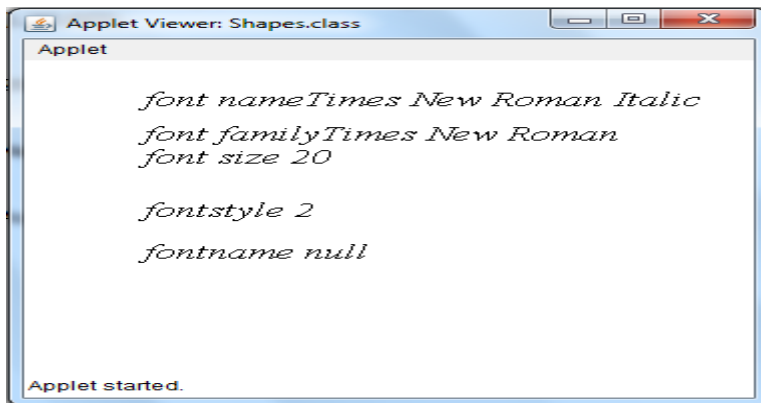 Applet Viewer: Shapes.class
Applet
font nameTimes New Roman Italic
font familyTimes New Roman
font size 20
fontstyle 2
fontname null
Applet started.